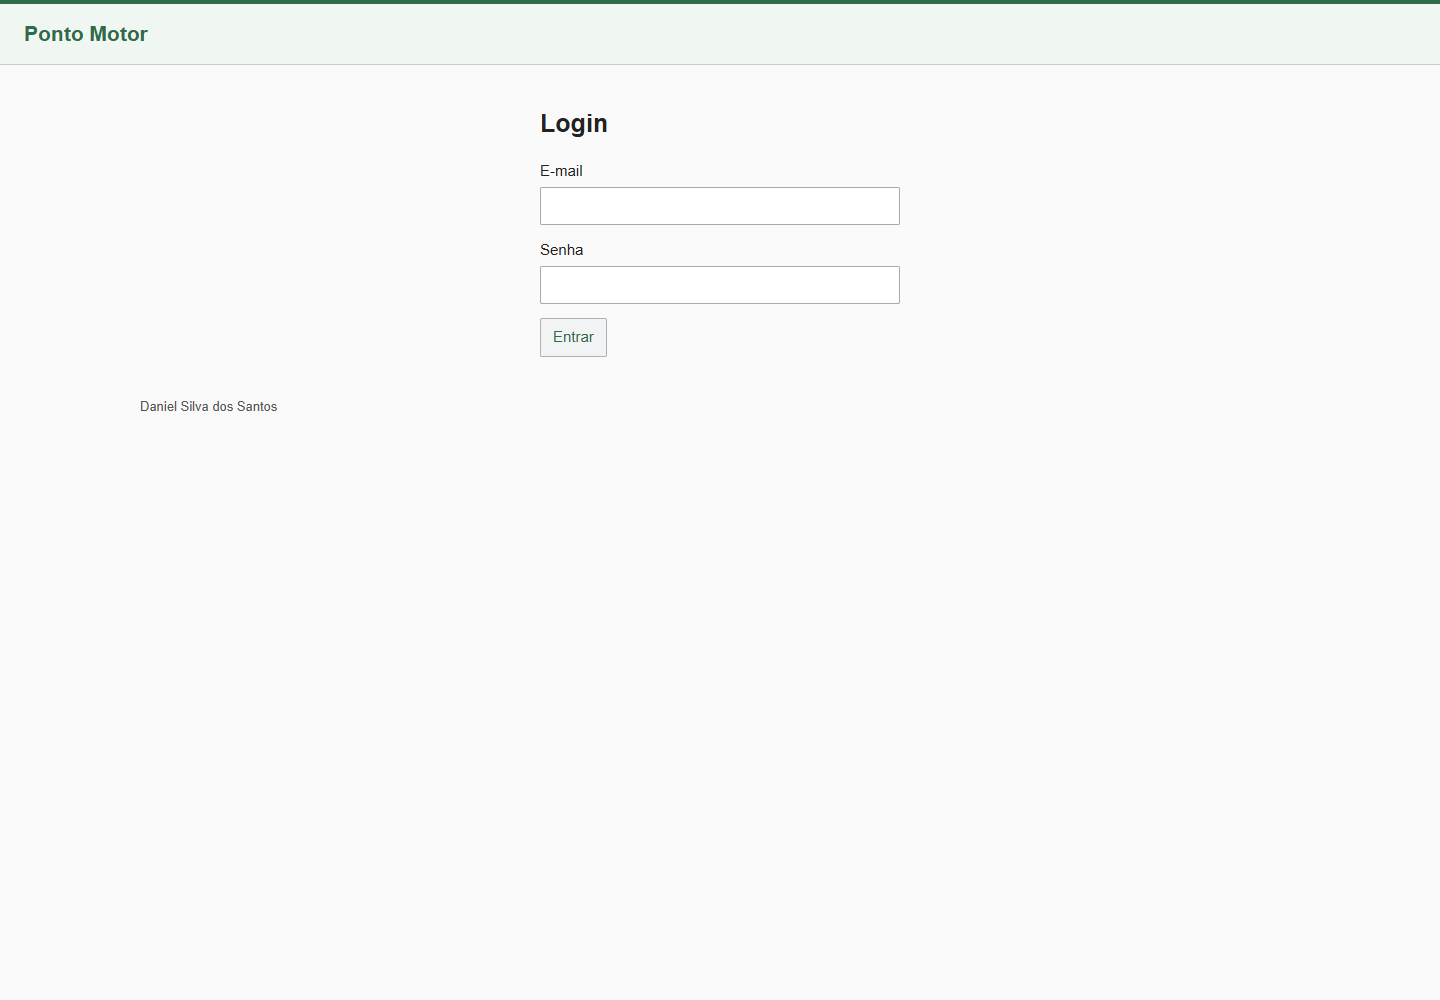 Ponto Motor
Login
E-mail
Senha
Entrar
Daniel Silva dos Santos